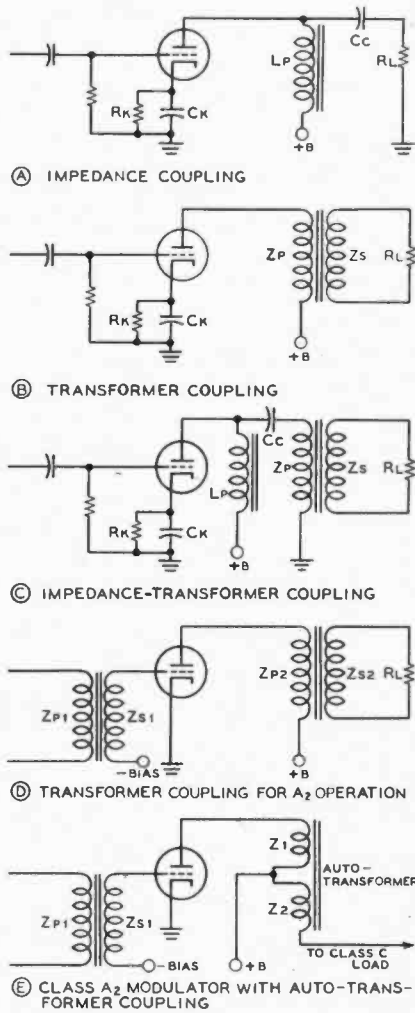 Cc
LP
RL
RK
CK
+B
Ⓐ IMPEDANCE COUPLING
ZP
ZS
RL
RK
CK
+B
Ⓑ TRANSFORMER COUPLING
Cc
LP
ZP
ZS
RL
RK
CK
+B
Ⓒ IMPEDANCE-TRANSFORMER COUPLING
ZP1
ZS1
ZP2
ZS2
RL
-BIAS
+B
Ⓓ TRANSFORMER COUPLING FOR A2 OPERATION
Z1
AUTO-
TRANSFORMER
ZP1
ZS1
Z2
-BIAS
+B
TO CLASS C
LOAD
Ⓔ CLASS A2 MODULATOR WITH AUTO-TRANS-
FORMER COUPLING